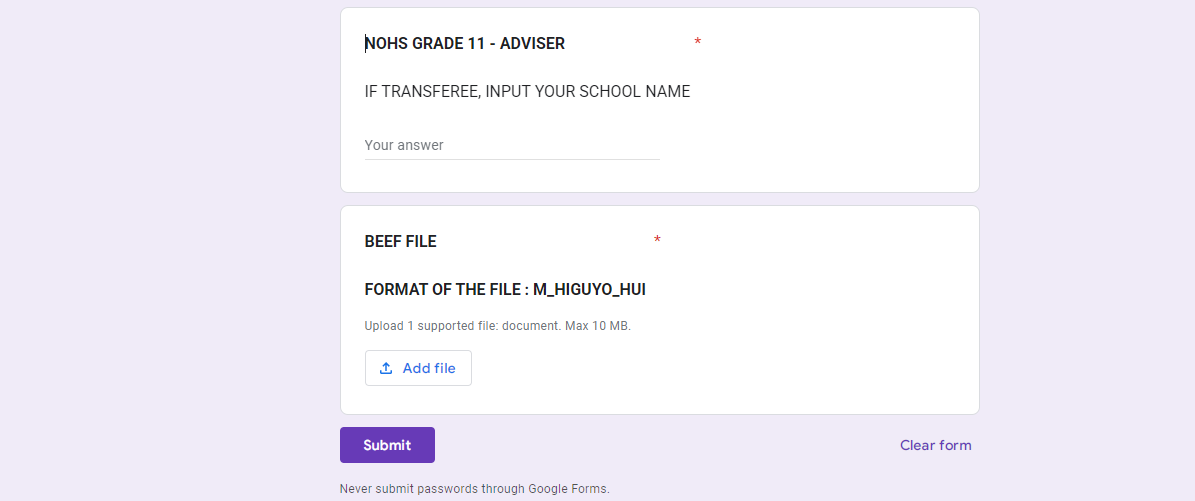 NOHS GRADE 11 - ADVISER *
IF TRANSFEREE, INPUT YOUR SCHOOL NAME
Your answer
BEEF FILE *
FORMAT OF THE FILE : M_HIGUYO_HUI
Upload 1 supported file: document. Max 10 MB.
Add file
Submit
Clear form
Never submit passwords through Google Forms.